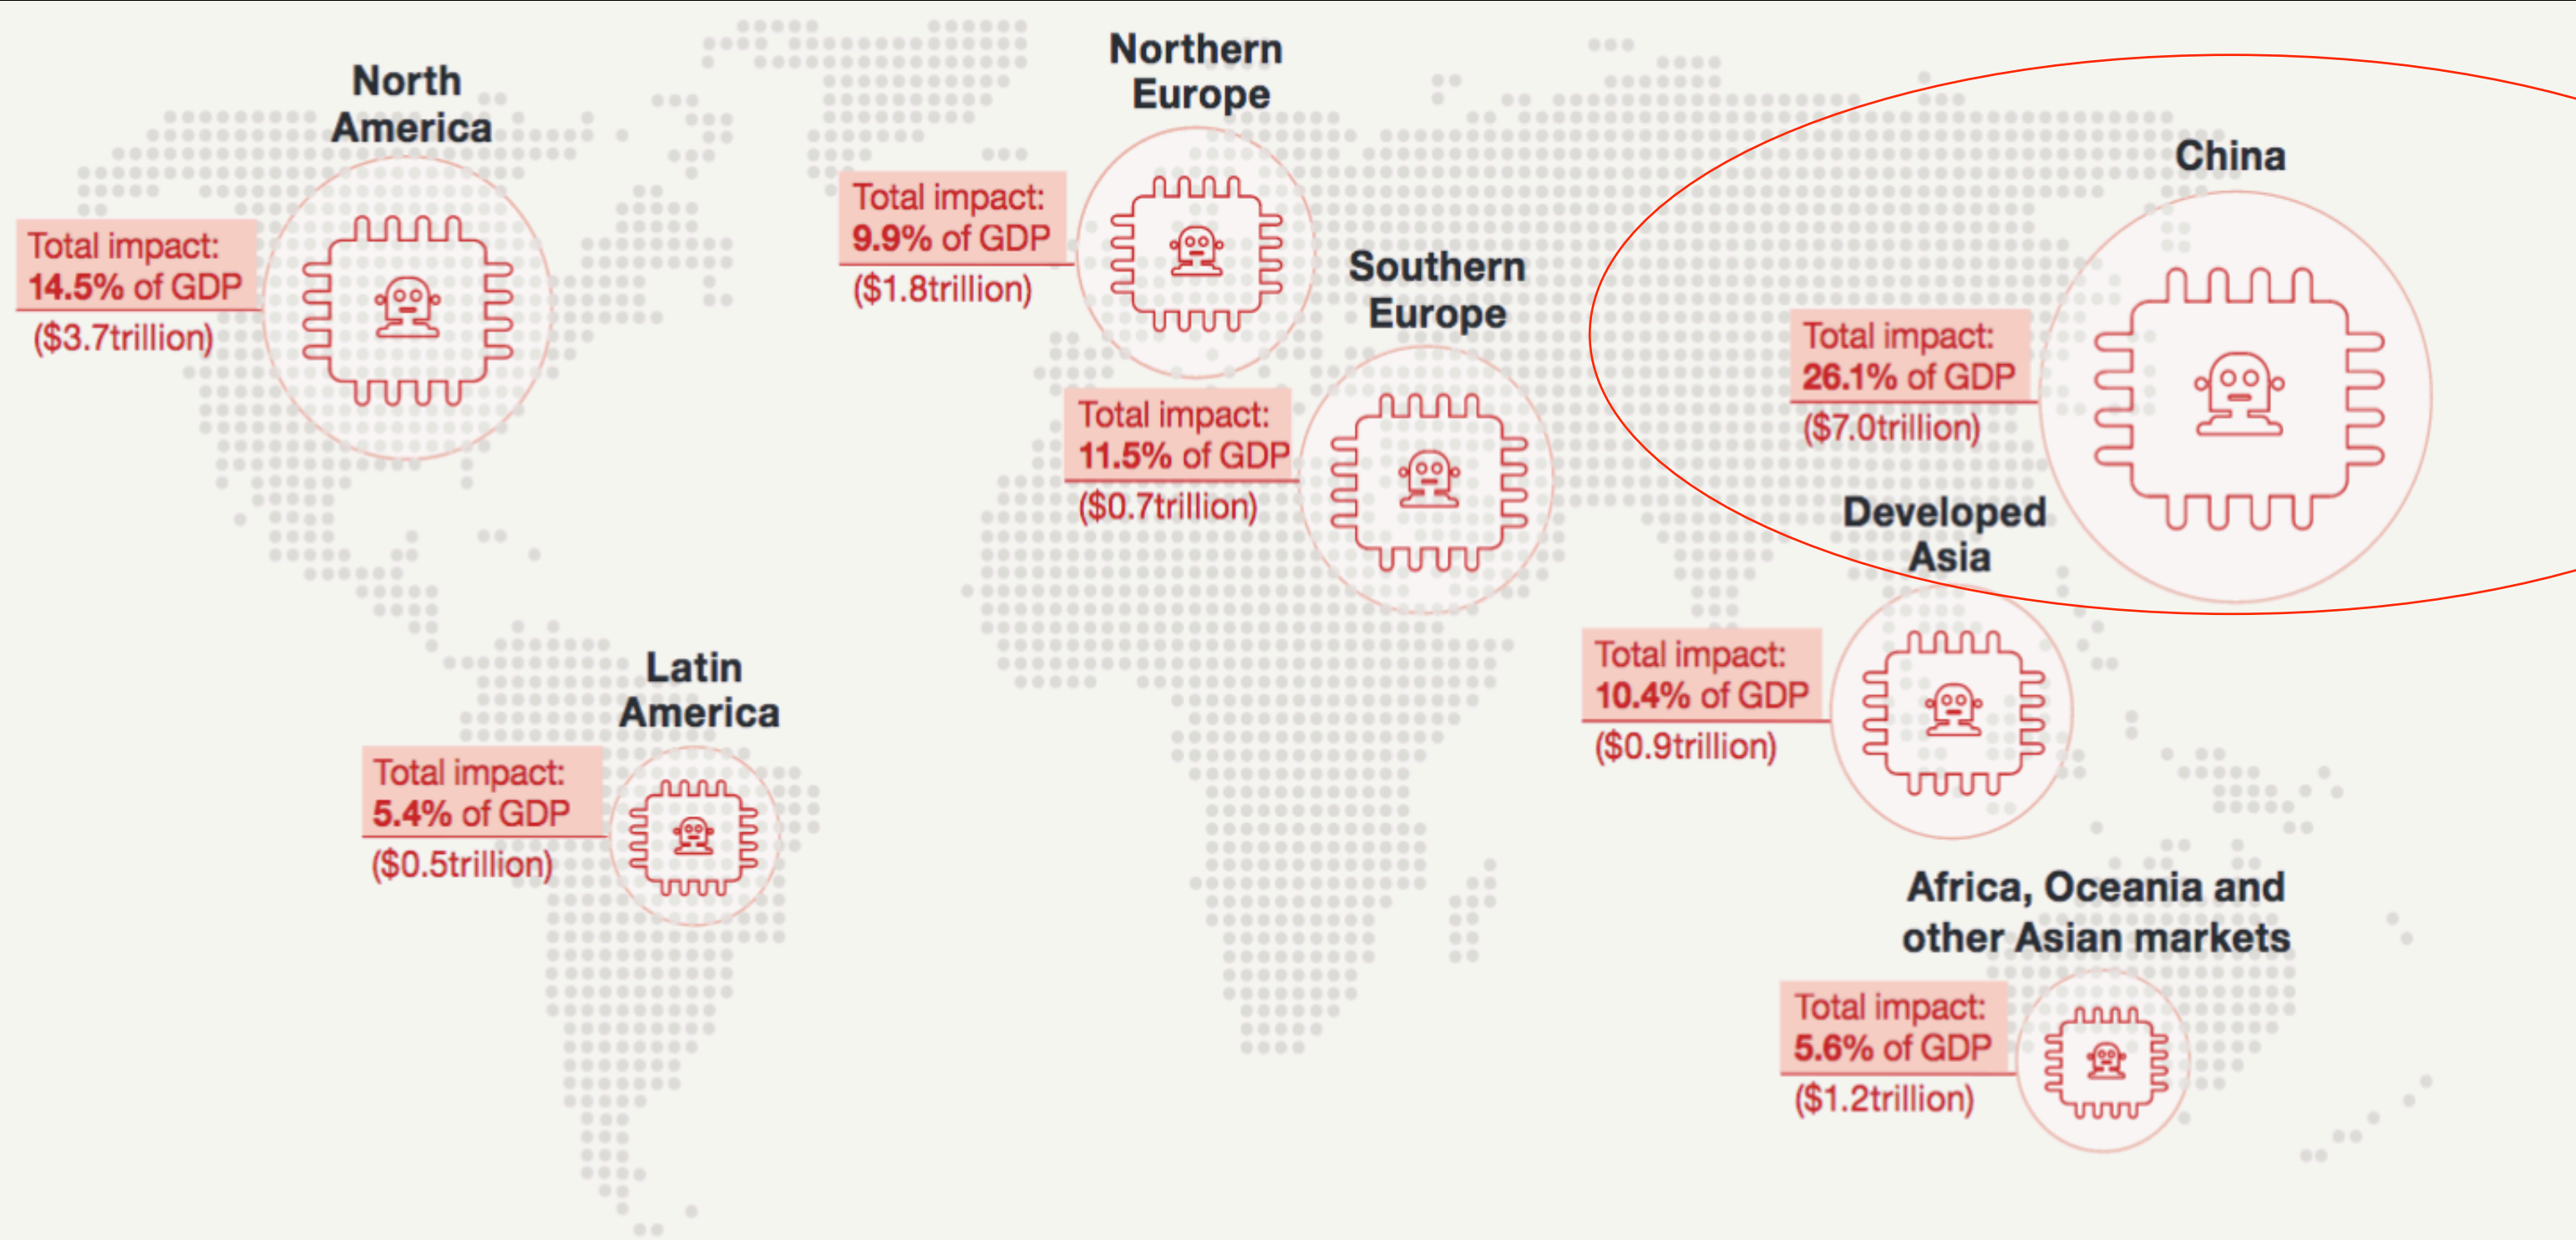 North
America
Total impact:
14.5% of GDP
($3.7trillion)
Northern
Europe
Total impact:
9.9% of GDP
($1.8trillion)
Southern
Europe
Total impact:
11.5% of GDP
($0.7trillion)
China
Total impact:
26.1% of GDP
($7.0trillion)
Developed
Asia
Total impact:
10.4% of GDP
($0.9trillion)
Latin
America
Total impact:
5.4% of GDP
($0.5trillion)
Africa, Oceania and
other Asian markets
Total impact:
5.6% of GDP
($1.2trillion)